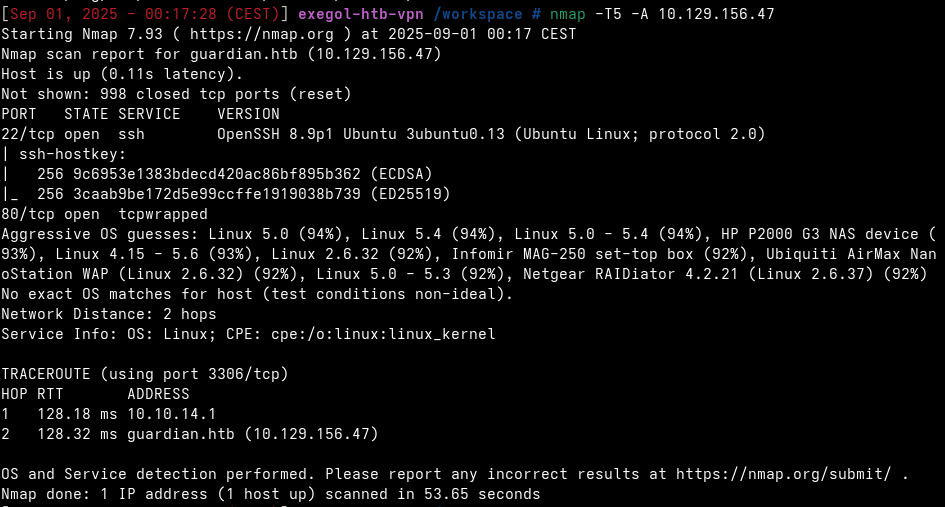 [Sep 01, 2025 - 00:17:28 (CEST)] exegol-htb-vpn /workspace # nmap -T5 -A 10.129.156.47
Starting Nmap 7.93 ( https://nmap.org ) at 2025-09-01 00:17 CEST
Nmap scan report for guardian.htb (10.129.156.47)
Host is up (0.11s latency).
Not shown: 998 closed tcp ports (reset)
PORT   STATE SERVICE    VERSION
22/tcp open  ssh        OpenSSH 8.9p1 Ubuntu 3ubuntu0.13 (Ubuntu Linux; protocol 2.0)
| ssh-hostkey:
|   256 9c6953e1383bdecd420ac86bf895b362 (ECDSA)
|_  256 3caab9be172d5e99ccffe1919038b739 (ED25519)
80/tcp open  tcpwrapped
Aggressive OS guesses: Linux 5.0 (94%), Linux 5.4 (94%), Linux 5.0 - 5.4 (94%), HP P2000 G3 NAS device (
93%), Linux 4.15 - 5.6 (93%), Linux 2.6.32 (92%), Infomir MAG-250 set-top box (92%), Ubiquiti AirMax Nan
oStation WAP (Linux 2.6.32) (92%), Linux 5.0 - 5.3 (92%), Netgear RAIDiator 4.2.21 (Linux 2.6.37) (92%)
No exact OS matches for host (test conditions non-ideal).
Network Distance: 2 hops
Service Info: OS: Linux; CPE: cpe:/o:linux:linux_kernel

TRACEROUTE (using port 3306/tcp)
HOP RTT       ADDRESS
1   128.18 ms 10.10.14.1
2   128.32 ms guardian.htb (10.129.156.47)

OS and Service detection performed. Please report any incorrect results at https://nmap.org/submit/ .
Nmap done: 1 IP address (1 host up) scanned in 53.65 seconds